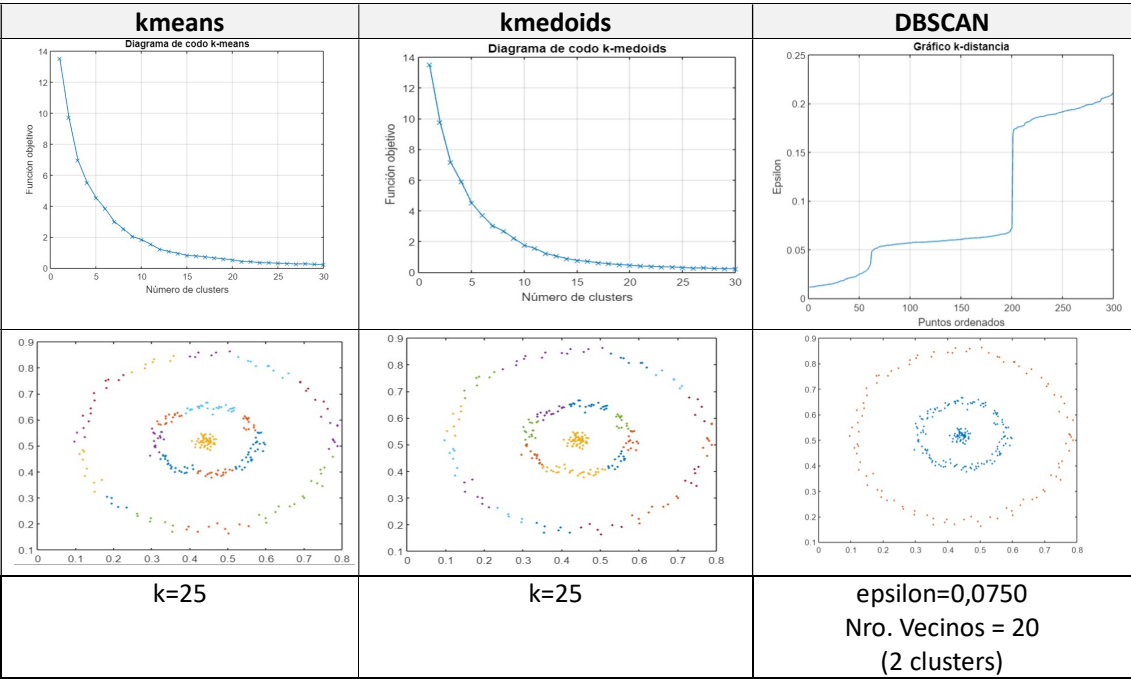 kmeans kmedoids DBSCAN
Diagrama de codo k-means
14
12
10
8
6
4
2
0
Función objetivo
0 5 10 15 20 25 30
Número de clusters
Diagrama de codo k-medoids
14
12
10
8
6
4
2
0
Función objetivo
0 5 10 15 20 25 30
Número de clusters
Gráfico k-distancia
0.25
0.2
0.15
0.1
0.05
0
Epsilon
0 50 100 150 200 250 300
Puntos ordenados
0.9
0.8
0.7
0.6
0.5
0.4
0.3
0.2
0.1
0 0.1 0.2 0.3 0.4 0.5 0.6 0.7 0.8
0.9
0.8
0.7
0.6
0.5
0.4
0.3
0.2
0.1
0 0.1 0.2 0.3 0.4 0.5 0.6 0.7 0.8
0.9
0.8
0.7
0.6
0.5
0.4
0.3
0.2
0.1
0 0.1 0.2 0.3 0.4 0.5 0.6 0.7 0.8
k=25
k=25
epsilon=0,0750
Nro. Vecinos = 20
(2 clusters)